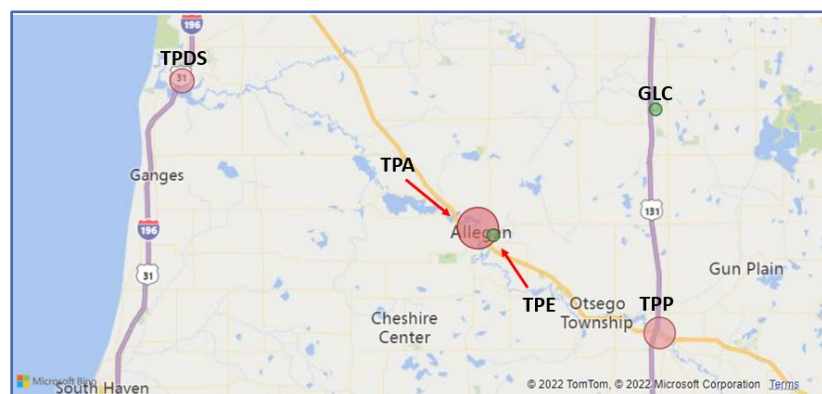 196
TPDS
31
GLC
TPA
Ganges
Allegan
131
196
Gun Plain
31
TPE
Otsego
Township
TPP
Cheshire
Center
Microsoft Bing
South Haven
© 2022 TomTom, © 2022 Microsoft Corporation Terms